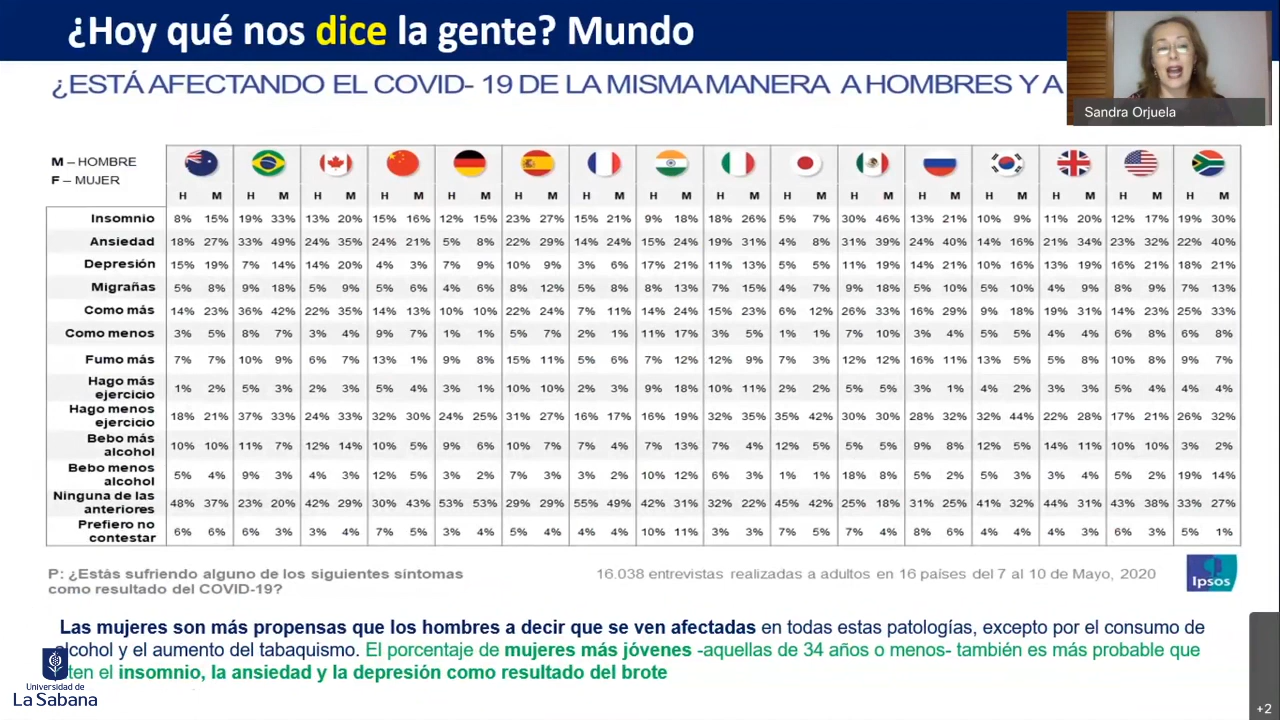 ¿Hoy qué nos dice la gente? Mundo
¿ESTÁ AFECTANDO EL COVID- 19 DE LA MISMA MANERA A HOMBRES Y A
Sandra Orjuela
M – HOMBRE
F – MUJER
H M H M H M H M H M H M H M H M H M H M H M H M H M H M H M H M
Insomnio 8% 15% 19% 33% 13% 20% 15% 16% 12% 15% 23% 27% 15% 21% 9% 18% 18% 26% 5% 7% 30% 46% 13% 21% 10% 9% 11% 20% 12% 17% 19% 30%
Ansiedad 18% 27% 33% 49% 24% 35% 24% 21% 5% 8% 22% 29% 14% 24% 15% 24% 19% 31% 4% 8% 31% 39% 24% 40% 14% 16% 21% 34% 23% 32% 22% 40%
Depresión 15% 19% 7% 14% 14% 20% 4% 3% 7% 9% 10% 9% 3% 6% 17% 21% 11% 13% 5% 5% 11% 19% 14% 21% 10% 16% 13% 19% 16% 21% 18% 21%
Migrañas 5% 8% 9% 18% 5% 9% 5% 6% 4% 6% 8% 12% 5% 8% 8% 13% 7% 15% 4% 7% 9% 18% 5% 10% 5% 10% 4% 9% 8% 9% 7% 13%
Como más 14% 23% 36% 42% 22% 35% 14% 13% 10% 10% 22% 24% 7% 11% 14% 24% 15% 23% 6% 12% 26% 33% 16% 29% 9% 18% 19% 31% 14% 23% 25% 33%
Como menos 3% 5% 8% 7% 3% 4% 9% 7% 1% 1% 5% 7% 2% 1% 11% 17% 3% 5% 1% 1% 7% 10% 3% 4% 5% 5% 4% 4% 6% 8% 6% 8%
Fumo más 7% 7% 10% 9% 6% 7% 13% 1% 9% 8% 15% 11% 5% 6% 7% 12% 12% 9% 7% 3% 12% 12% 16% 11% 13% 5% 5% 8% 10% 8% 9% 7%
Hago más
ejercicio 1% 2% 5% 3% 2% 3% 5% 4% 3% 1% 10% 10% 2% 3% 9% 18% 10% 11% 2% 2% 5% 5% 3% 1% 4% 2% 3% 3% 5% 4% 4% 4%
Hago menos
ejercicio 18% 21% 37% 33% 24% 33% 32% 30% 24% 25% 31% 27% 16% 17% 16% 19% 32% 35% 35% 42% 30% 30% 28% 32% 32% 44% 22% 28% 17% 21% 26% 32%
Bebo más
alcohol 10% 10% 11% 7% 12% 14% 10% 5% 9% 6% 10% 7% 7% 4% 7% 13% 7% 4% 12% 5% 5% 5% 9% 8% 12% 5% 14% 11% 10% 10% 3% 2%
Bebo menos
alcohol 5% 4% 9% 3% 4% 3% 12% 5% 3% 2% 7% 3% 3% 2% 10% 12% 6% 3% 1% 1% 18% 8% 5% 2% 5% 3% 3% 4% 5% 2% 19% 14%
Ninguna de las
anteriores 48% 37% 23% 20% 42% 29% 30% 43% 53% 53% 29% 29% 55% 49% 42% 31% 32% 22% 45% 42% 25% 18% 31% 25% 41% 32% 44% 31% 43% 38% 33% 27%
Prefiero no
contestar 6% 6% 6% 3% 3% 4% 7% 5% 3% 4% 5% 4% 4% 4% 10% 11% 3% 3% 7% 5% 7% 4% 8% 6% 4% 4% 4% 3% 6% 3% 5% 1%
P: ¿Estás sufriendo alguno de los siguientes síntomas
como resultado del COVID-19?
16.038 entrevistas realizadas a adultos en 16 países del 7 al 10 de Mayo, 2020
Ipsos
Las mujeres son más propensas que los hombres a decir que se ven afectadas en todas estas patologías, excepto por el consumo de
alcohol y el aumento del tabaquismo. El porcentaje de mujeres más jóvenes -aquellas de 34 años o menos- también es más probable que
el insomnio, la ansiedad y la depresión como resultado del brote
Universidad de
La Sabana
+2